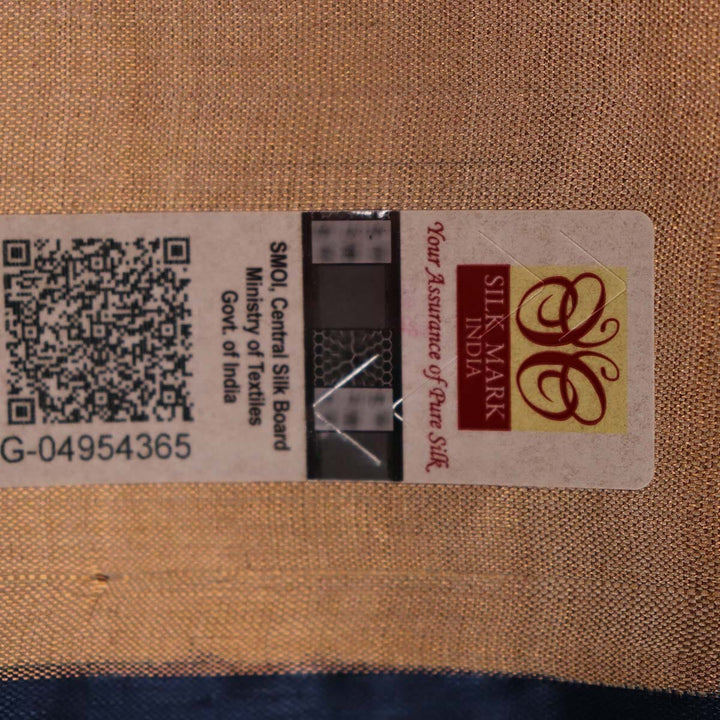 Your Assurance of Pure Silk
SILK MARK
INDIA
SMOI, Central Silk Board
Ministry of Textiles
Govt. of India
G-04954365